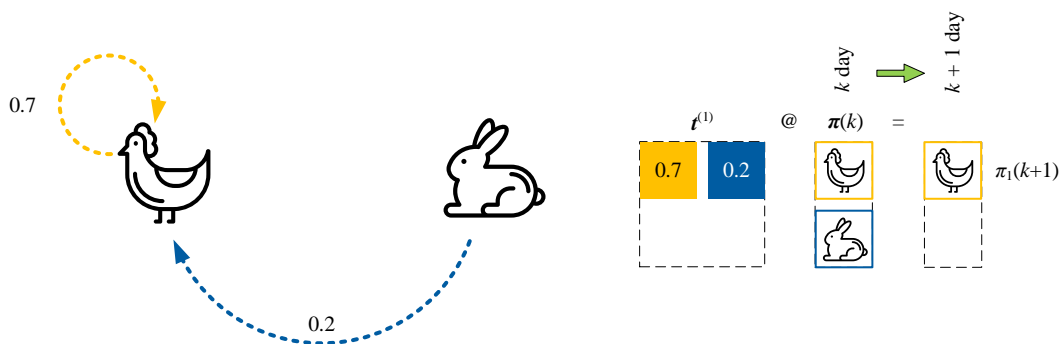 0.7
0.2
k day
k + 1 day
t(1) @ π(k) =
0.7 0.2
π1(k+1)